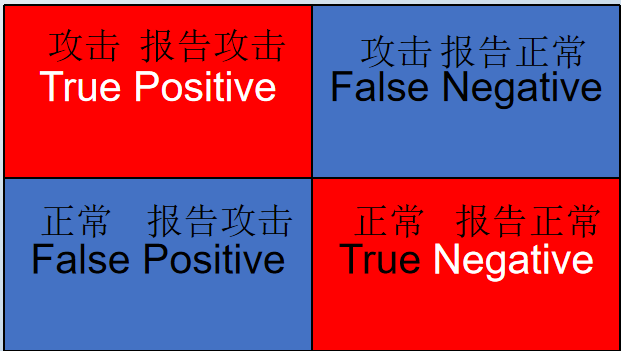 攻击 报告攻击
True Positive
攻击 报告正常
False Negative
正常 报告攻击
False Positive
正常 报告正常
True Negative